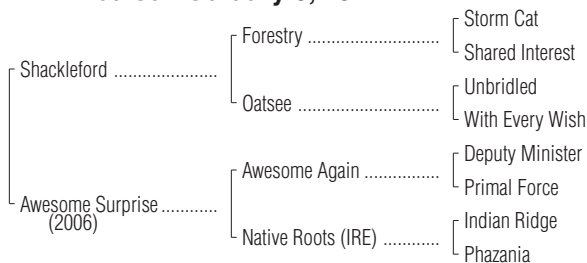 Storm Cat
Forestry ..............................
Shared Interest
Shackleford .......................
Unbridled
Oatsee ................................
With Every Wish
Deputy Minister
Awesome Again .................
Primal Force
Awesome Surprise ............
(2006)
Indian Ridge
Native Roots (IRE) .............
Phazania